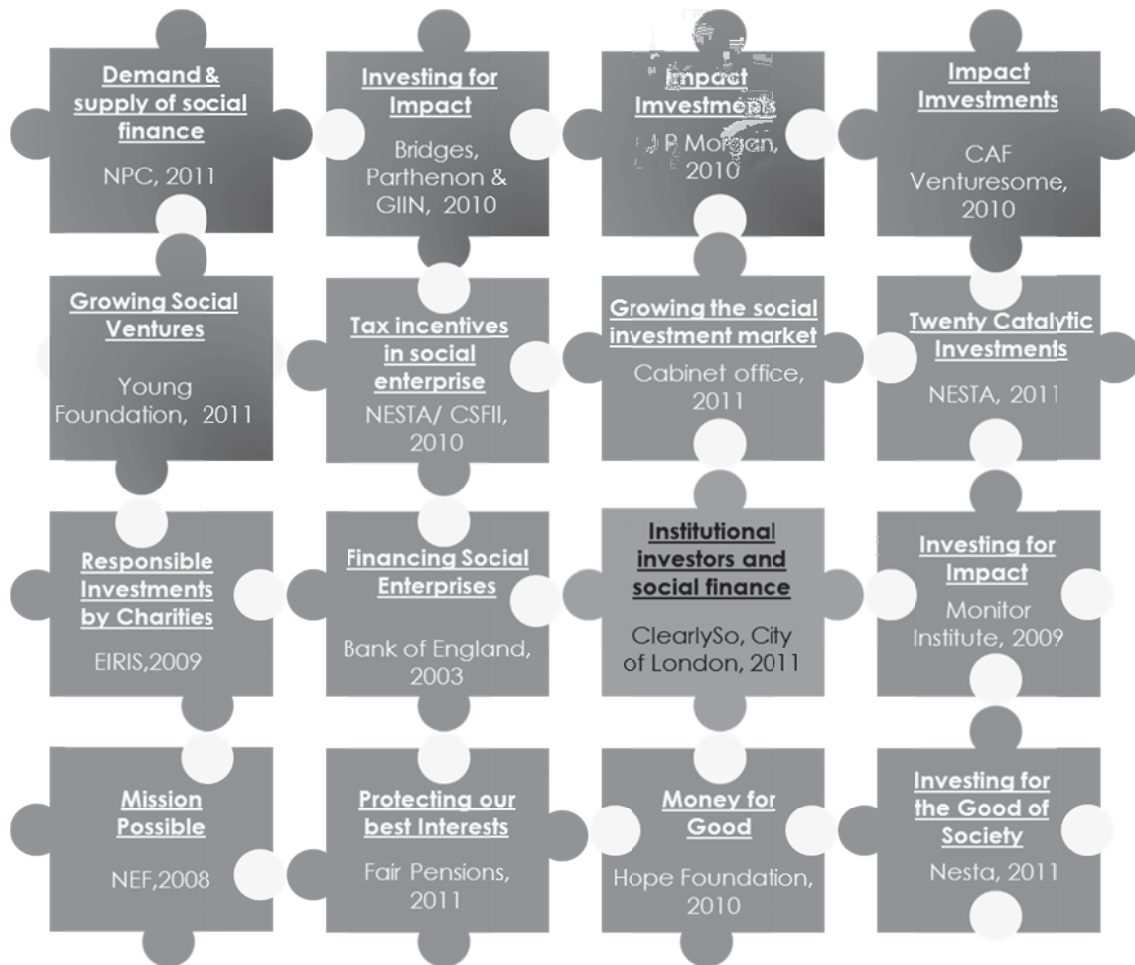 Demand &
supply of social
finance
NPC, 2011
Investing for
Impact
Bridges,
Parthenon &
GIIN, 2010
Impact
Imvestments
J P Morgan,
2010
Impact
Imvestments
CAF
Venturesome,
2010
Growing Social
Ventures
Young
Foundation, 2011
Tax incentives
in social
enterprise
NESTA/ CSFII,
2010
Growing the social
investment market
Cabinet office,
2011
Twenty Catalytic
Investments
NESTA, 2011
Responsible
Investments
by Charities
EIRIS,2009
Financing Social
Enterprises
Bank of England,
2003
Institutional
investors and
social finance
ClearlySo, City
of London, 2011
Investing for
Impact
Monitor
Institute, 2009
Mission
Possible
NEF,2008
Protecting our
best Interests
Fair Pensions,
2011
Money for
Good
Hope Foundation,
2010
Investing for
the Good of
Society
Nesta, 2011